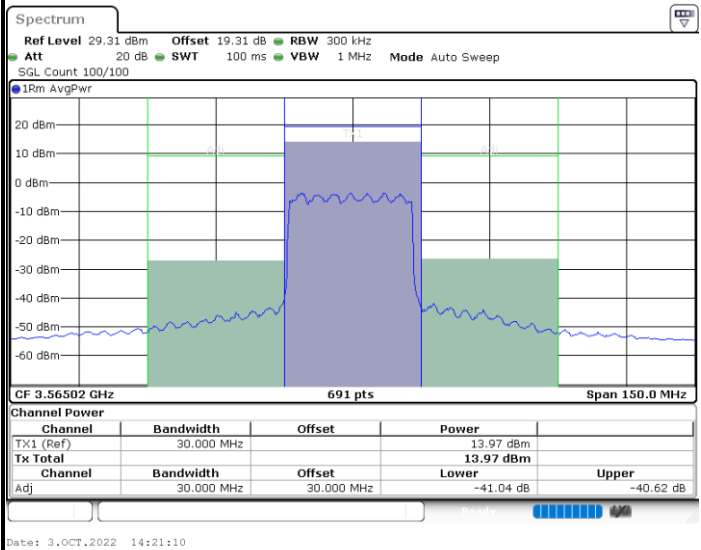 Spectrum
Ref Level 29.31 dBm Offset 19.31 dB RBW 300 kHz
Att 20 dB SWT 100 ms VBW 1 MHz Mode Auto Sweep
SGL Count 100/100
1Rm AvgPwr
20 dBm
TX1
10 dBm
Adj
Adj
0 dBm
-10 dBm
-20 dBm
-30 dBm
-40 dBm
-50 dBm
-60 dBm
CF 3.56502 GHz 691 pts Span 150.0 MHz
Channel Power
Channel Bandwidth Offset Power
TX1 (Ref) 30.000 MHz 13.97 dBm
Tx Total 13.97 dBm
Channel Bandwidth Offset Lower Upper
Adj 30.000 MHz 30.000 MHz -41.04 dB -40.62 dB
Ready
Date: 3.OCT.2022 14:21:10